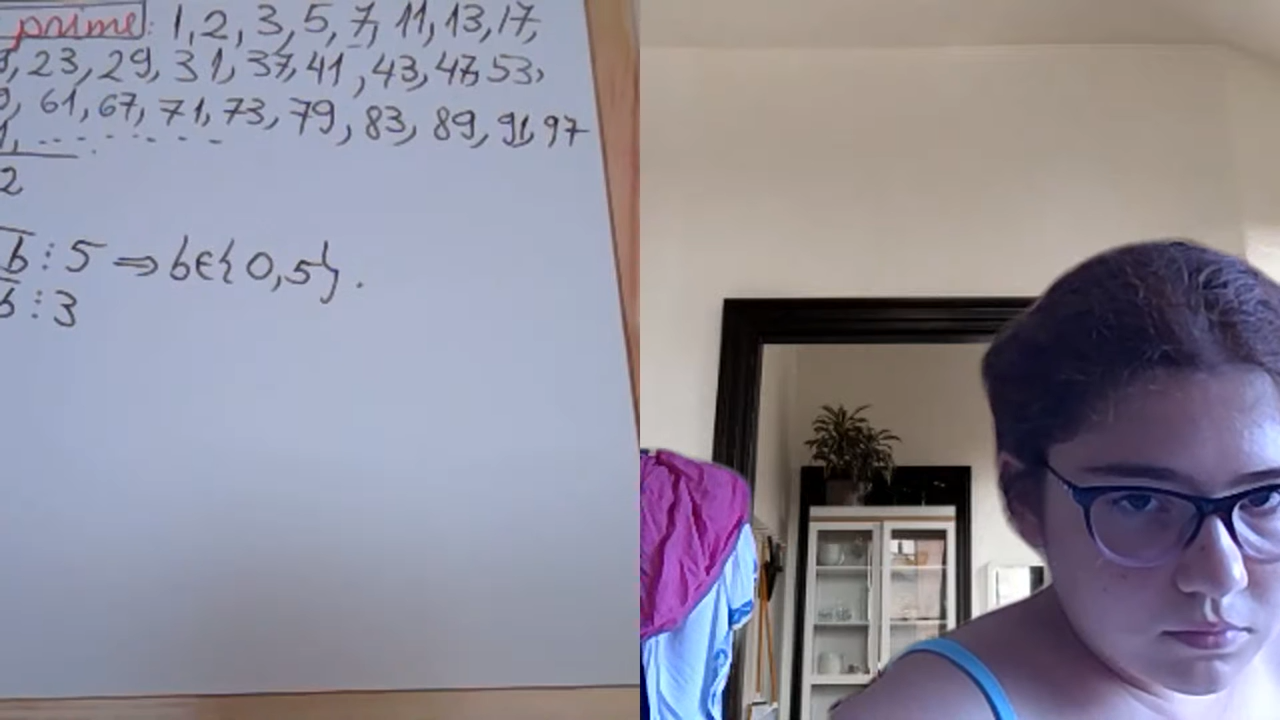 prime: 1, 2, 3, 5, 7, 11, 13, 17,
23, 29, 31, 37, 41, 43, 47, 53,
61, 67, 71, 73, 79, 83, 89, 91, 97
2
b ⋮ 5 ⇒ b∈{0,5}.
b ⋮ 3